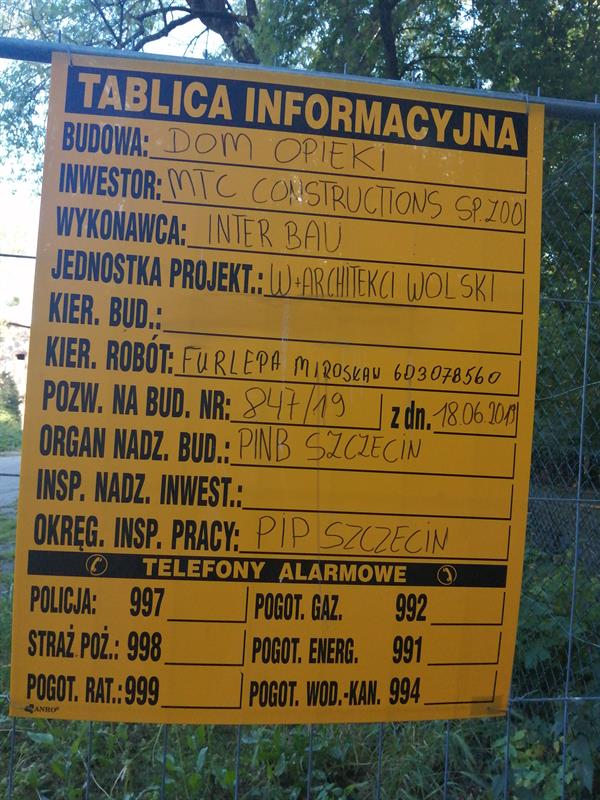 TABLICA INFORMACYJNA
BUDOWA: DOM OPIEKI
INWESTOR: MTC CONSTRUCTIONS SP. ZOO
WYKONAWCA: INTER BAU
JEDNOSTKA PROJEKT.: W+ARCHITEKCI WOLSKI
KIER. BUD.:
KIER. ROBÓT: FURLEPA MIROSŁAW 603078560
POZW. NA BUD. NR: 847/19 z dn. 18.06.2019
ORGAN NADZ. BUD.: PINB SZCZECIN
INSP. NADZ. INWEST.:
OKRĘG. INSP. PRACY: PIP SZCZECIN
TELEFONY ALARMOWE
POLICJA: 997 POGOT. GAZ. 992
STRAŻ POŻ.: 998 POGOT. ENERG. 991
POGOT. RAT.: 999 POGOT. WOD.-KAN. 994
ANRO®